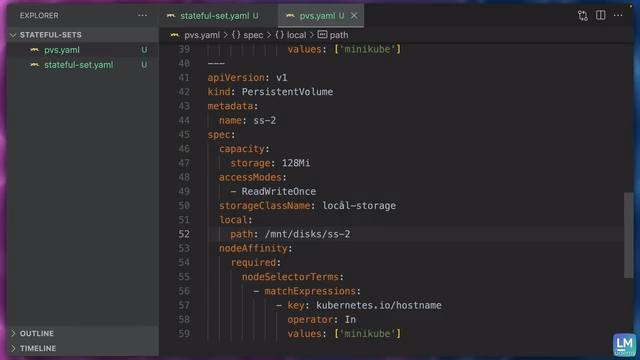 EXPLORER
stateful-sets.yaml U
pvs.yaml U
STATEFUL-SETS
pvs.yaml U
stateful-set.yaml U
pvs.yaml > {} spec > {} local > path
39 values: ['minikube']
40 ---
41 apiVersion: v1
42 kind: PersistentVolume
43 metadata:
44 name: ss-2
45 spec:
46 capacity:
47 storage: 128Mi
48 accessModes:
49 - ReadWriteOnce
50 storageClassName: local-storage
51 local:
52 path: /mnt/disks/ss-2
53 nodeAffinity:
55 required:
55 nodeSelectorTerms:
56 - matchExpressions:
57 - key: kubernetes.io/hostname
58 operator: In
59 values: ['minikube']
OUTLINE
TIMELINE
LM